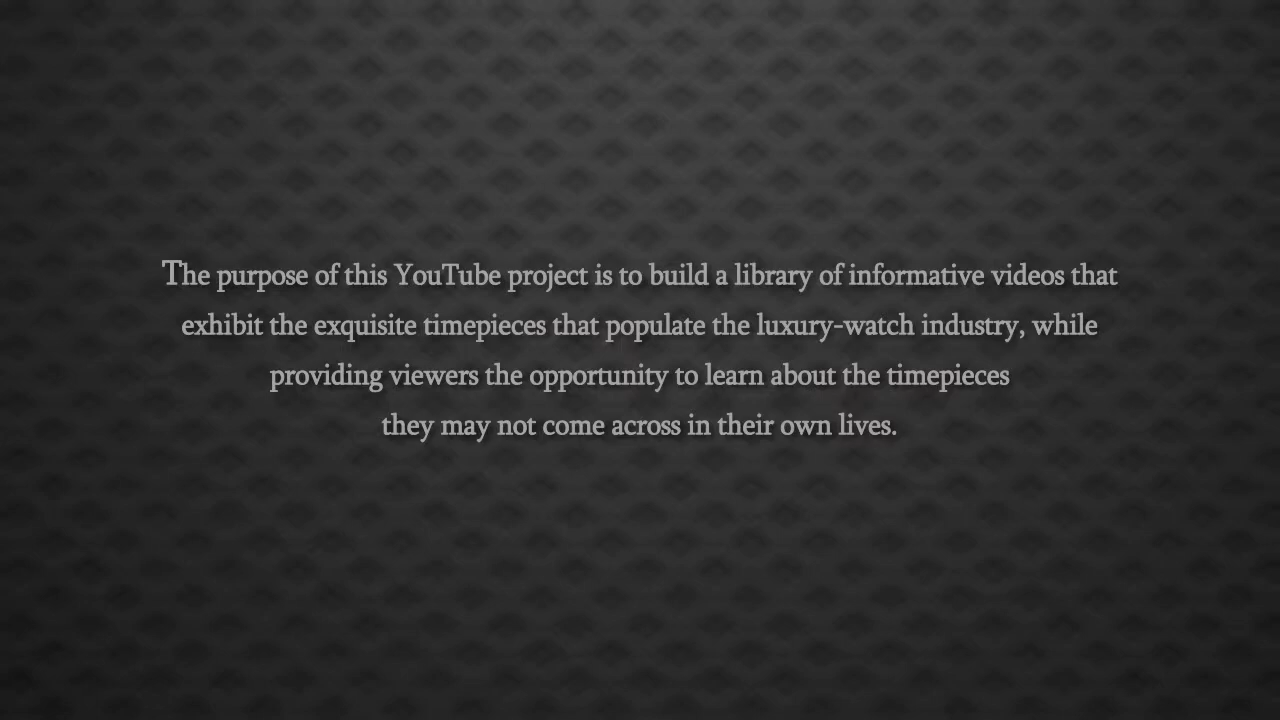 The purpose of this YouTube project is to build a library of informative videos that
exhibit the exquisite timepieces that populate the luxury-watch industry, while
providing viewers the opportunity to learn about the timepieces
they may not come across in their own lives.